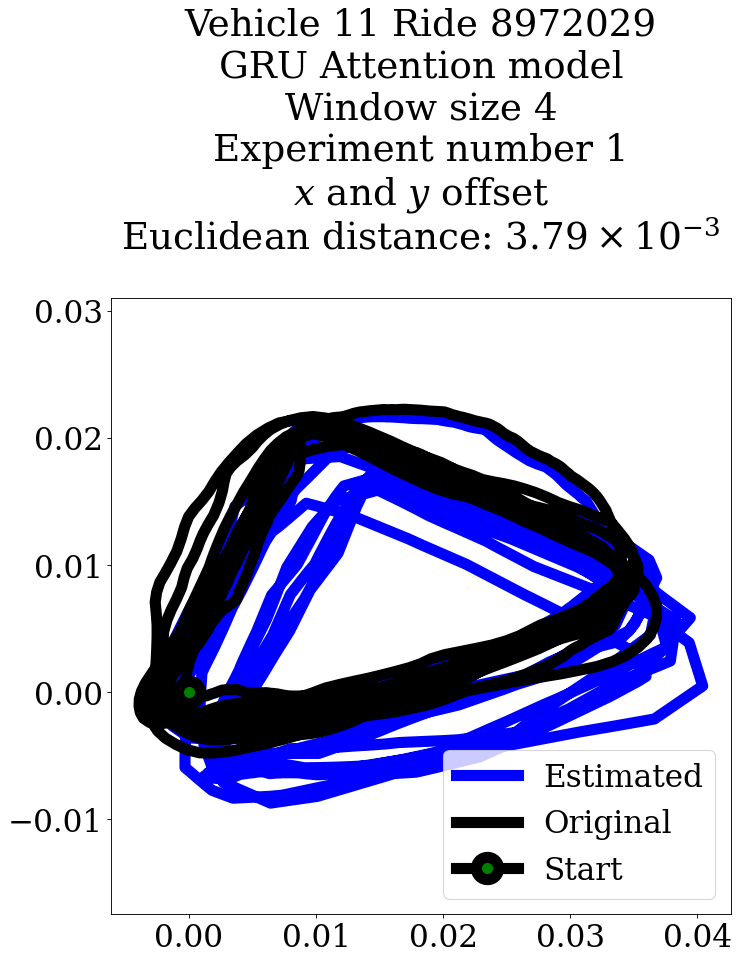 Vehicle 11 Ride 8972029
GRU Attention model
Window size 4
Experiment number 1
x and y offset
Euclidean distance: 3.79 × 10⁻³
0.03
0.02
0.01
0.00
−0.01
Estimated
Original
Start
0.00 0.01 0.02 0.03 0.04